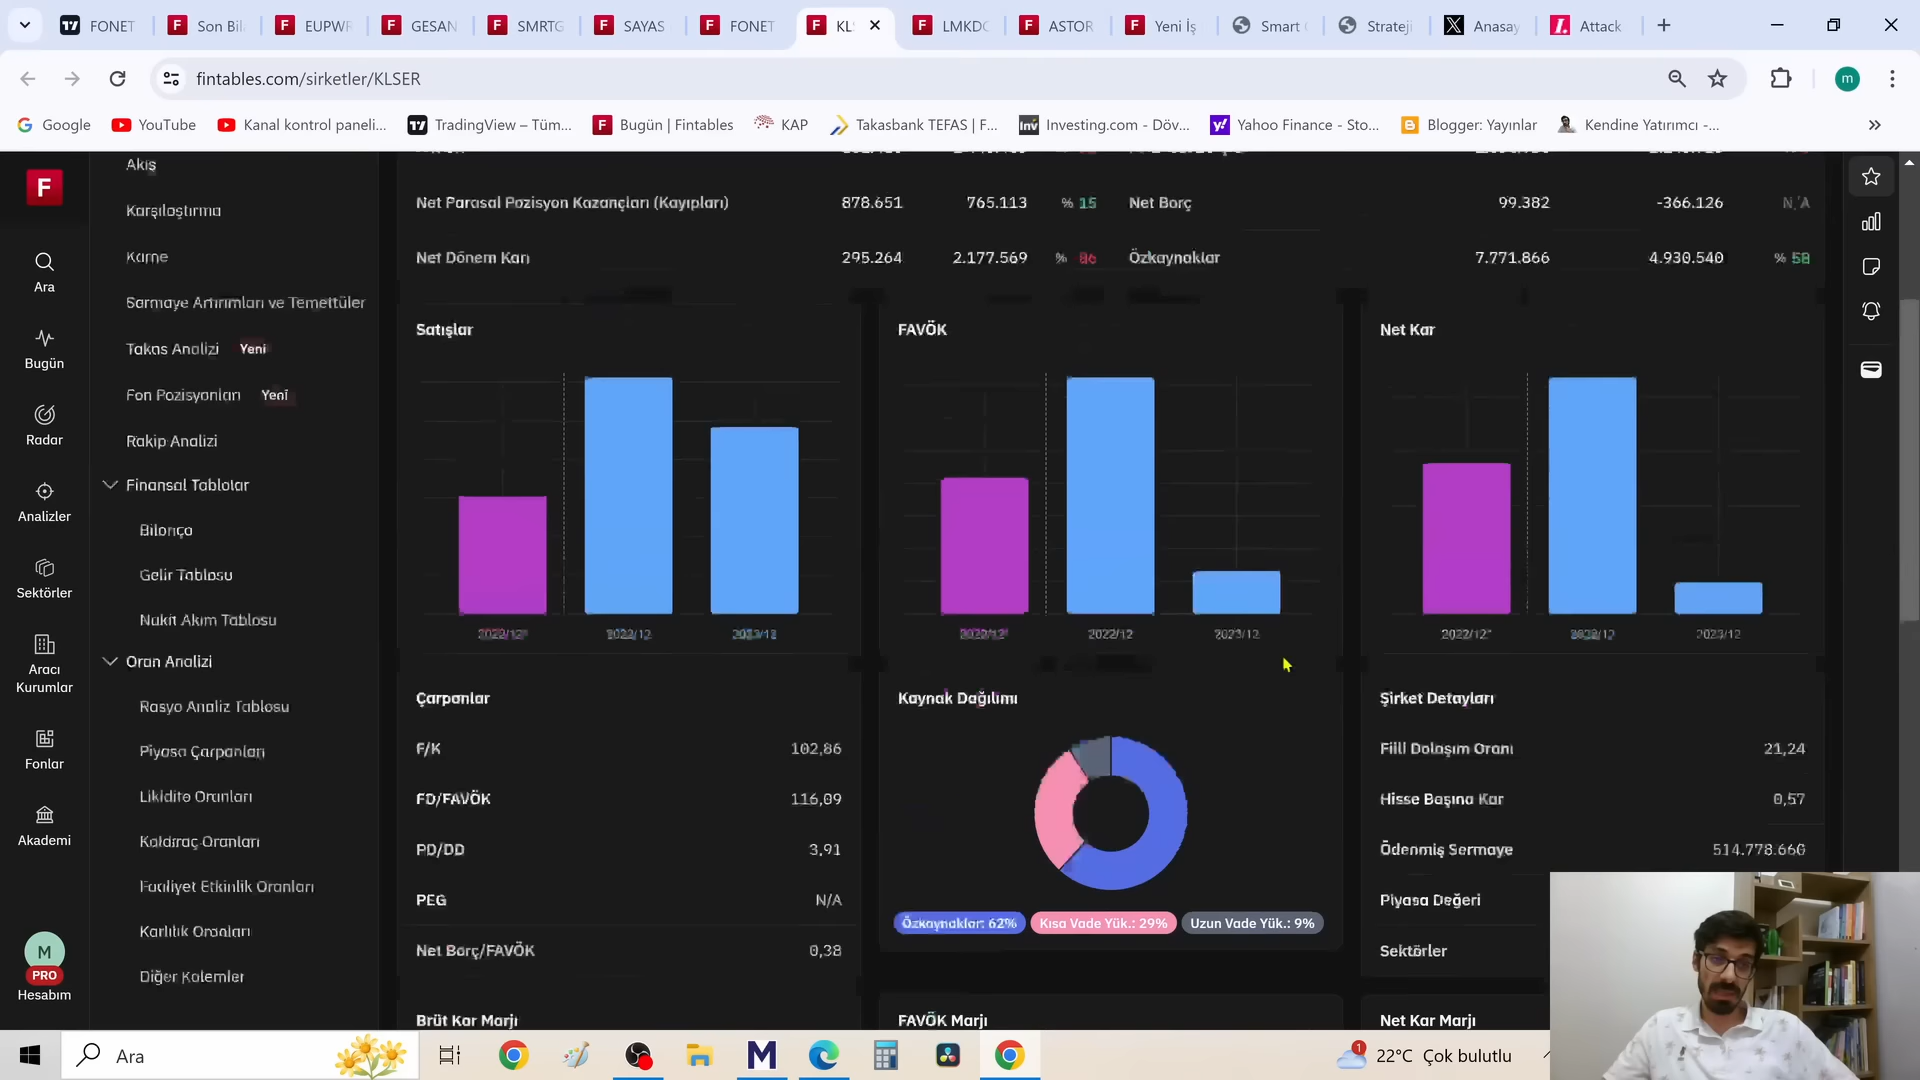 FONET
Son Bil
EUPWR
GESAN
SMRTG
SAYAS
FONET
KLS
LMKDC
ASTOR
Yeni İş
Smart
Strateji
Anasay
Attack
fintables.com/sirketler/KLSER
m
Google
YouTube
Kanal kontrol paneli...
TradingView – Tüm...
Bugün | Fintables
KAP
Takasbank TEFAS | F...
Investing.com - Döv...
Yahoo Finance - Sto...
Blogger: Yayınlar
Kendine Yatırımcı -...
F
Ara
Bugün
Radar
Analizler
Sektörler
Aracı
Kurumlar
Fonlar
Akademi
M
PRO
Hesabım
Akış
Karşılaştırma
Karne
Sermaye Artırımları ve Temettüler
Takas Analizi Yeni
Fon Pozisyonları Yeni
Rakip Analizi
Finansal Tablolar
Bilanço
Gelir Tablosu
Nakit Akım Tablosu
Oran Analizi
Rasyo Analiz Tablosu
Piyasa Çarpanları
Likidite Oranları
Kaldıraç Oranları
Faaliyet Etkinlik Oranları
Karlılık Oranları
Diğer Kalemler
Net Parasal Pozisyon Kazançları (Kayıpları) 878.651 765.113 % 15
Net Borç 99.382 -366.126 N/A
Net Dönem Karı 295.264 2.177.569 % 86
Özkaynaklar 7.771.866 4.930.540 % 58
Satışlar
2022/12* 2022/12 2023/12
FAVÖK
2022/12* 2022/12 2023/12
Net Kar
2022/12* 2022/12 2023/12
Çarpanlar
F/K 102,86
FD/FAVÖK 116,09
PD/DD 3,91
PEG N/A
Net Borç/FAVÖK 0,38
Kaynak Dağılımı
Özkaynaklar: 62% Kısa Vade Yük.: 29% Uzun Vade Yük.: 9%
Şirket Detayları
Fiili Dolaşım Oranı 21,24
Hisse Başına Kar 0,57
Ödenmiş Sermaye 514.778.660
Piyasa Değeri
Sektörler
Brüt Kar Marjı
FAVÖK Marjı
Net Kar Marjı
Ara
1
22°C Çok bulutlu